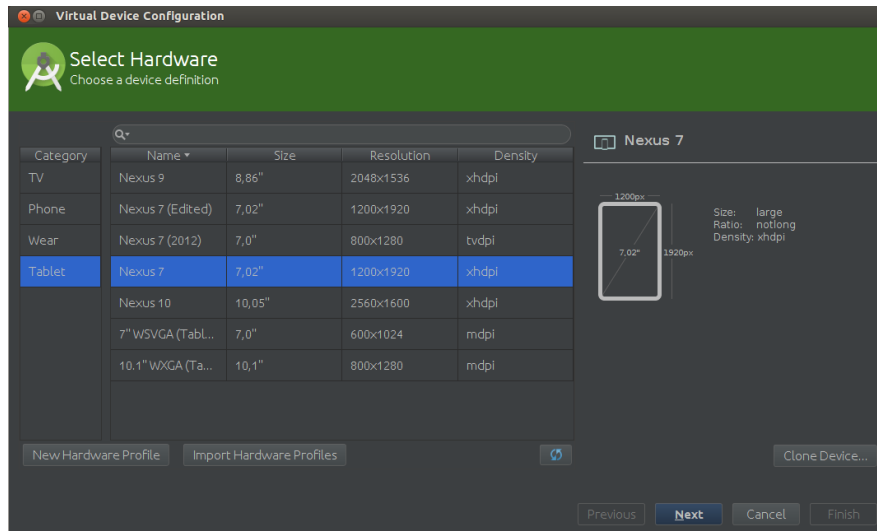 Virtual Device Configuration
Select Hardware
Choose a device definition
Category
Name Size Resolution Density
TV
Phone
Wear
Tablet
Nexus 9 8,86" 2048x1536 xhdpi
Nexus 7 (Edited) 7,02" 1200x1920 xhdpi
Nexus 7 (2012) 7,0" 800x1280 tvdpi
Nexus 7 7,02" 1200x1920 xhdpi
Nexus 10 10,05" 2560x1600 xhdpi
7" WSVGA (Tabl... 7,0" 600x1024 mdpi
10.1" WXGA (Ta... 10,1" 800x1280 mdpi
Nexus 7
1200px
7,02"
1920px
Size: large
Ratio: notlong
Density: xhdpi
New Hardware Profile Import Hardware Profiles
Clone Device...
Previous Next Cancel Finish